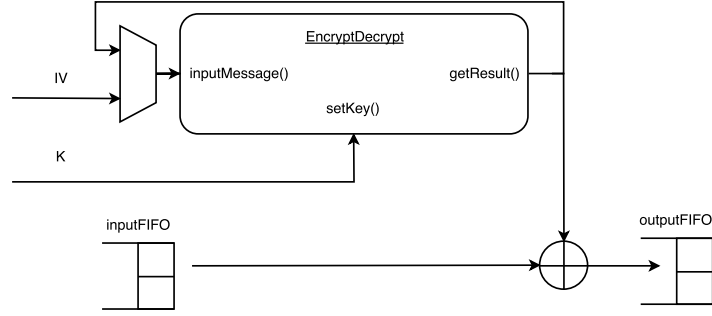 EncryptDecrypt
IV
inputMessage()
getResult()
setKey()
K
inputFIFO
outputFIFO